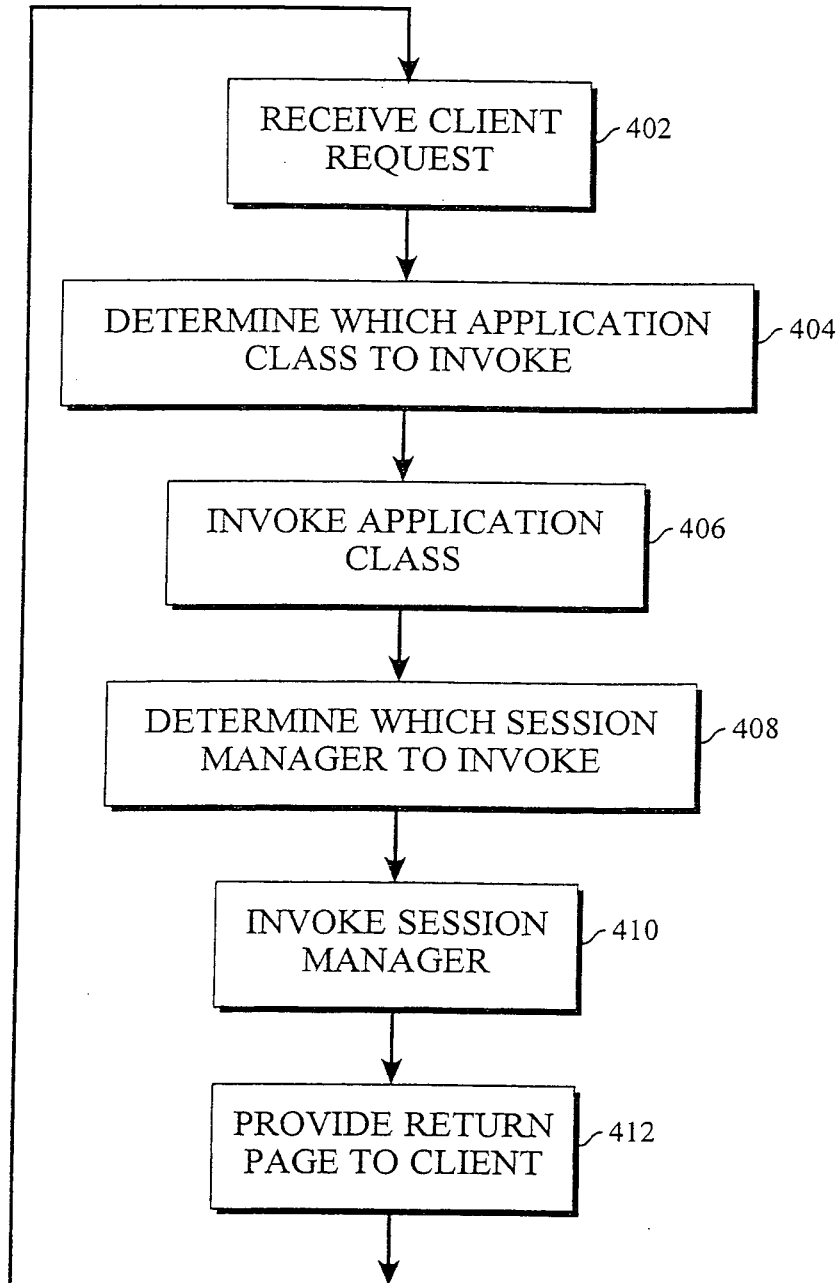 RECEIVE CLIENT
REQUEST
402
DETERMINE WHICH APPLICATION
CLASS TO INVOKE
404
INVOKE APPLICATION
CLASS
406
DETERMINE WHICH SESSION
MANAGER TO INVOKE
408
INVOKE SESSION
MANAGER
410
PROVIDE RETURN
PAGE TO CLIENT
412